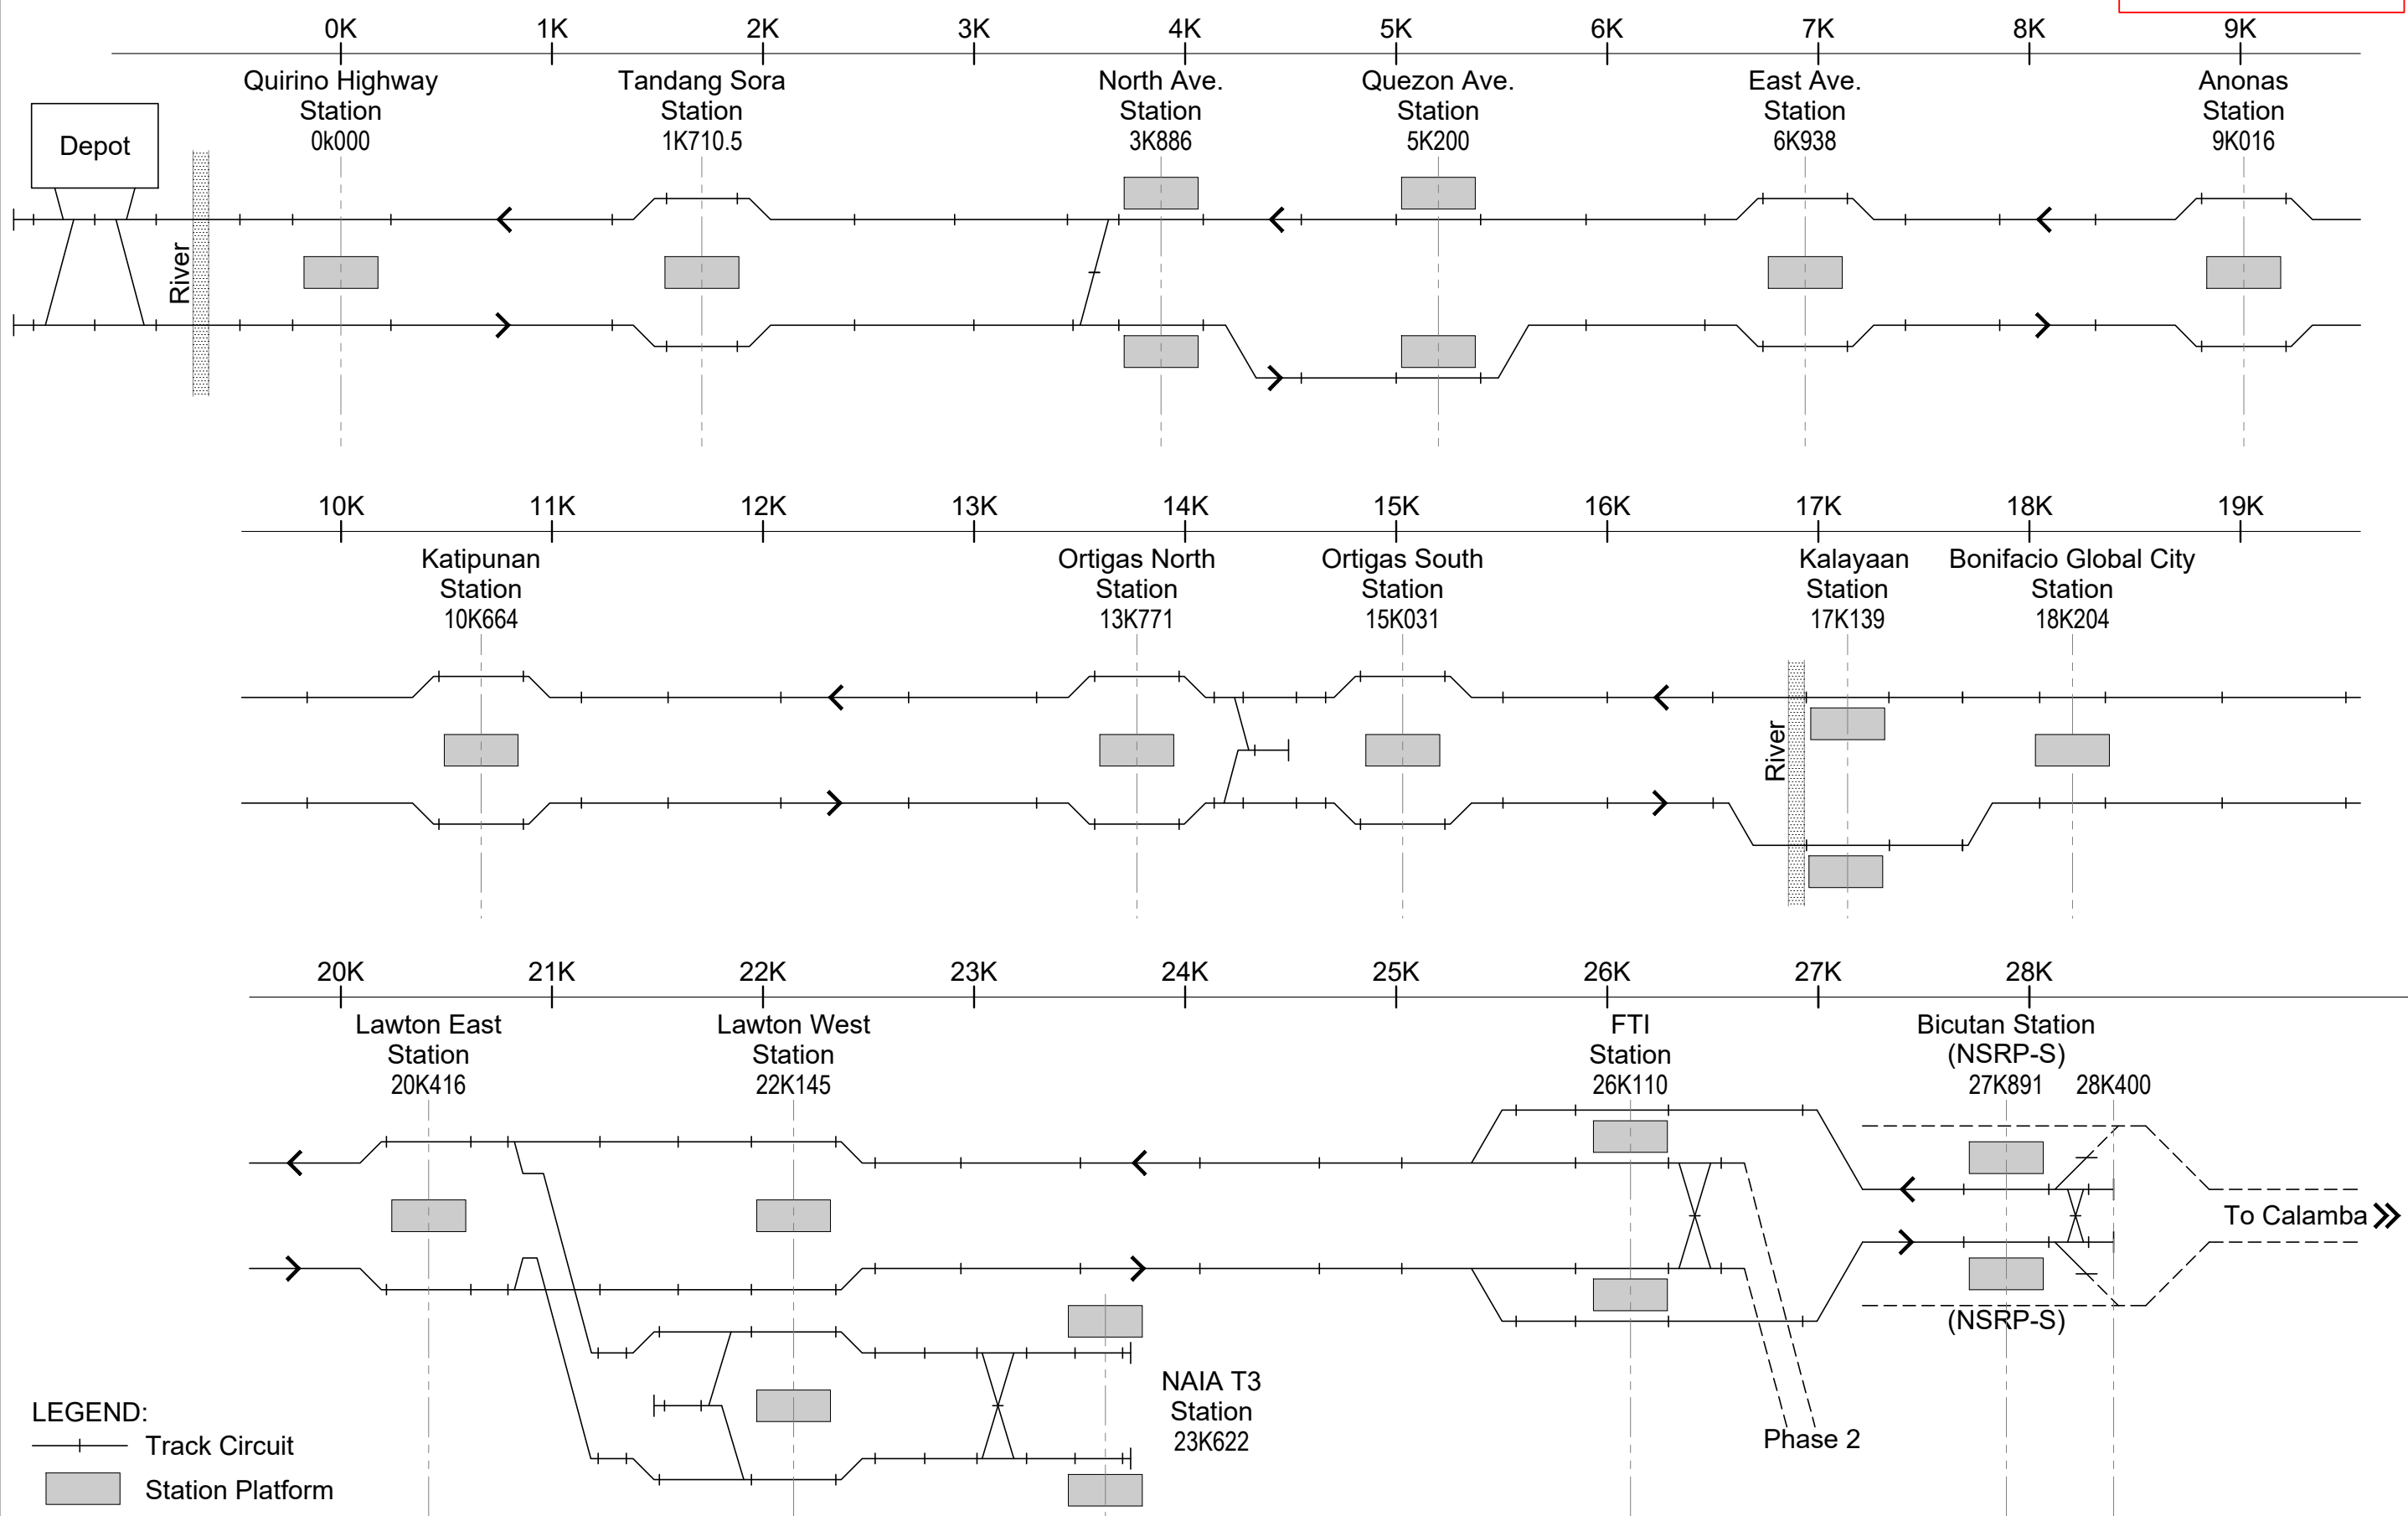 0K 1K 2K 3K 4K 5K 6K 7K 8K 9K
Quirino Highway
Station
0k000
Tandang Sora
Station
1K710.5
North Ave.
Station
3K886
Quezon Ave.
Station
5K200
East Ave.
Station
6K938
Anonas
Station
9K016
Depot
River
10K 11K 12K 13K 14K 15K 16K 17K 18K 19K
Katipunan
Station
10K664
Ortigas North
Station
13K771
Ortigas South
Station
15K031
Kalayaan
Station
17K139
Bonifacio Global City
Station
18K204
River
20K 21K 22K 23K 24K 25K 26K 27K 28K
Lawton East
Station
20K416
Lawton West
Station
22K145
FTI
Station
26K110
Bicutan Station
(NSRP-S)
27K891 28K400
To Calamba
(NSRP-S)
NAIA T3
Station
23K622
Phase 2
LEGEND:
Track Circuit
Station Platform